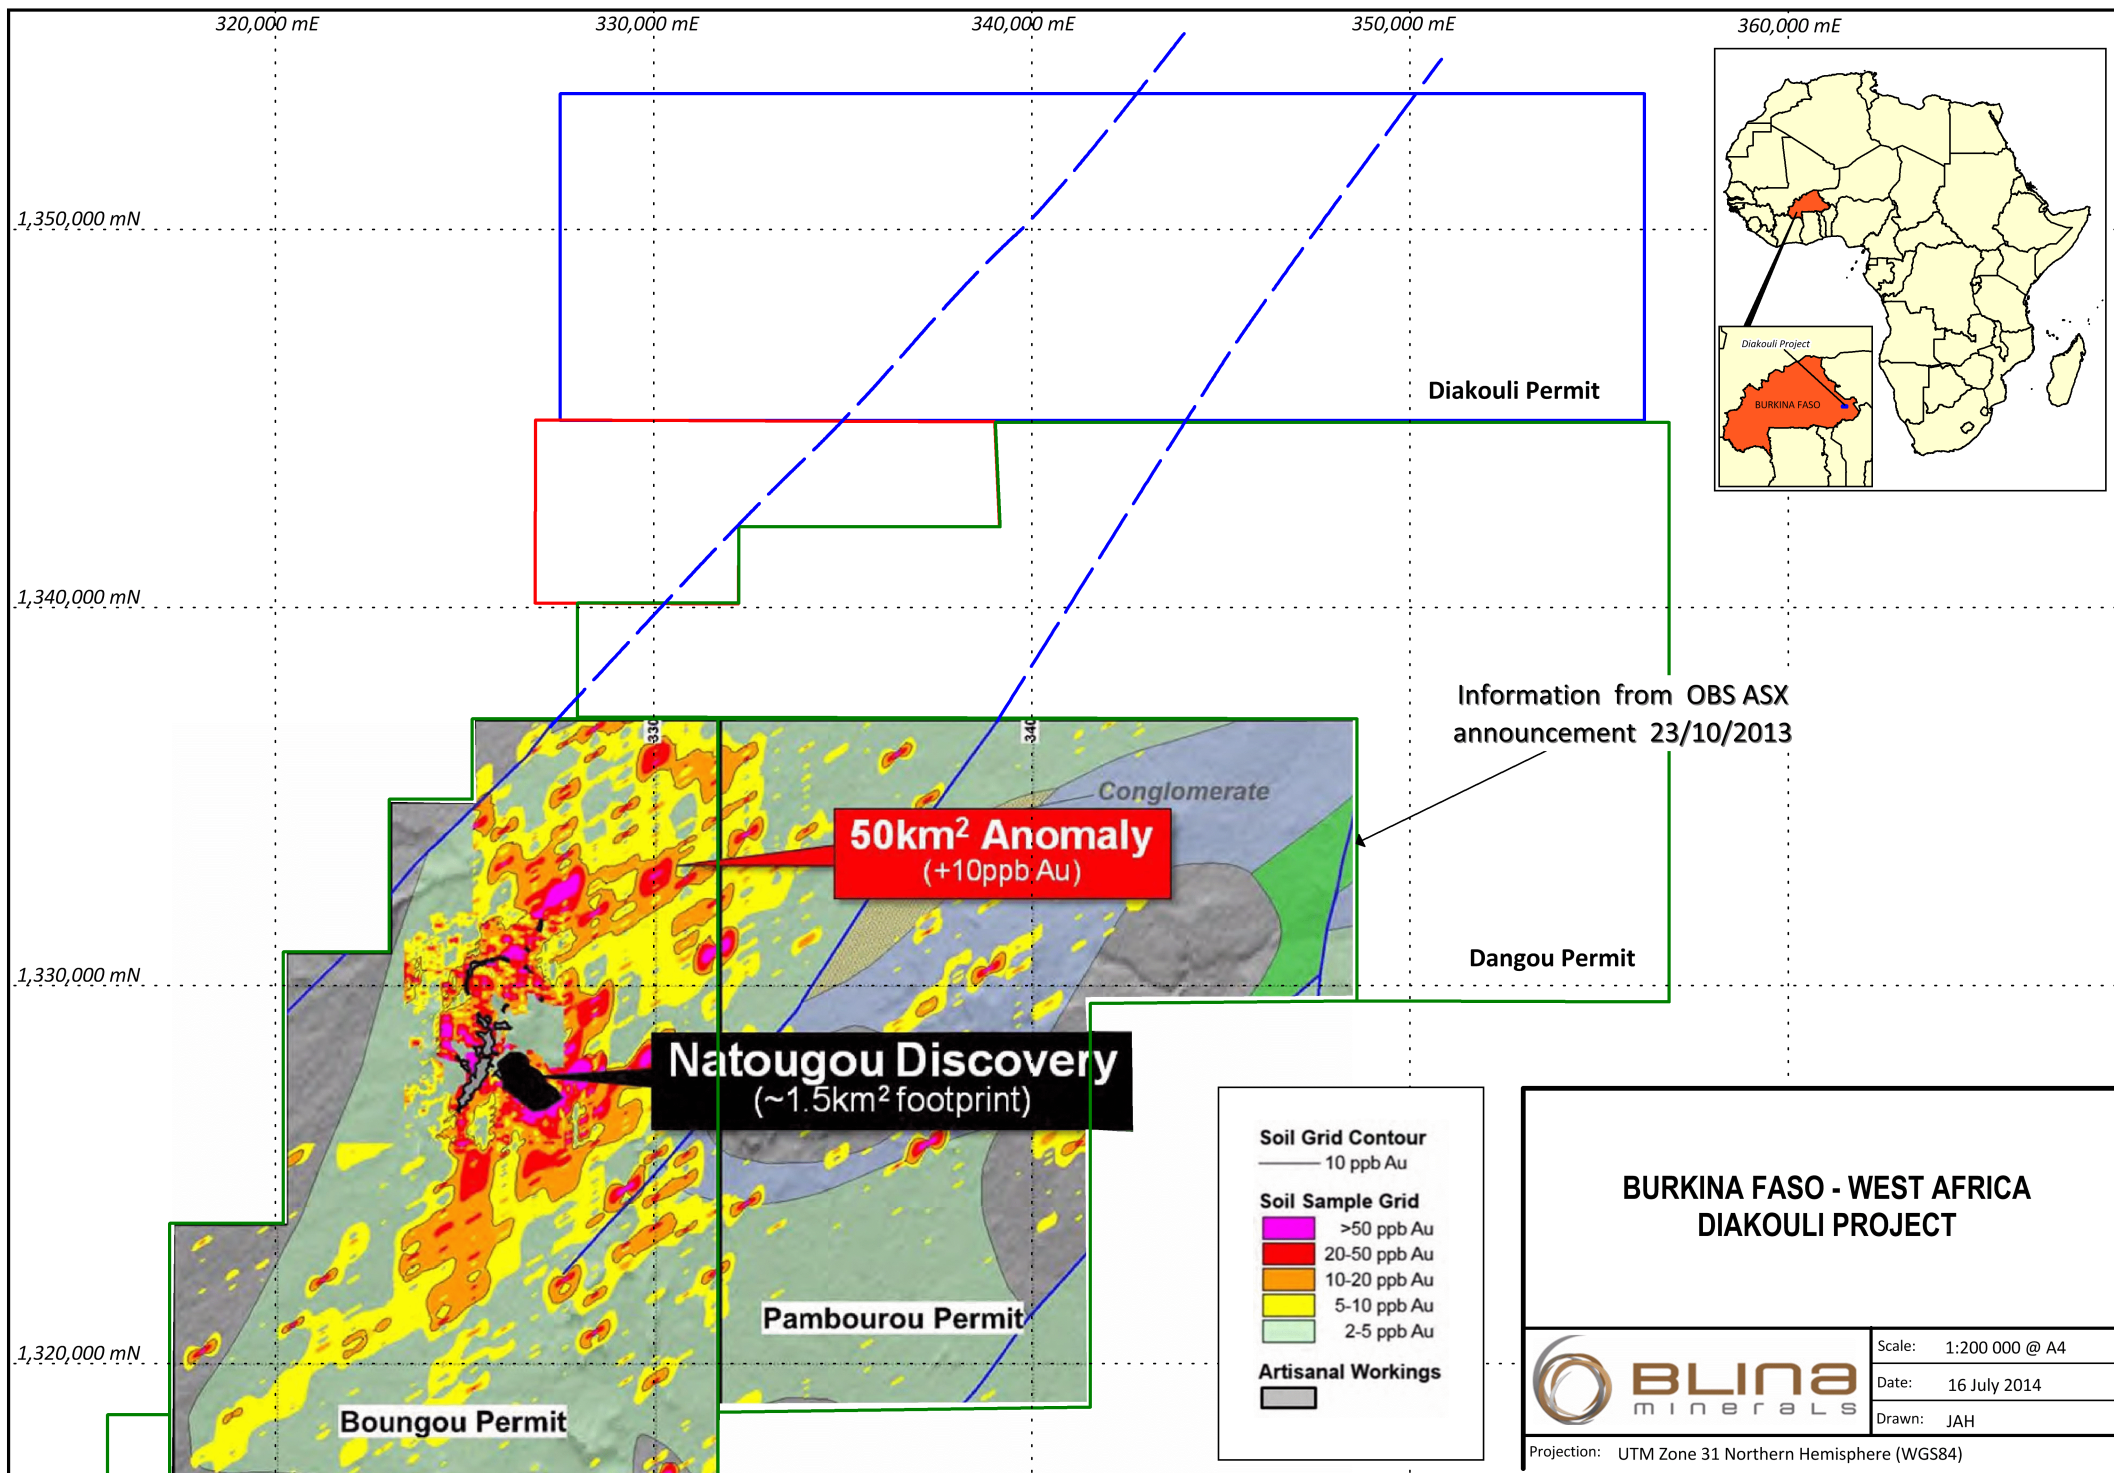 320,000 mE
330,000 mE
340,000 mE
350,000 mE
360,000 mE
1,350,000 mN
Diakouli Project
BURKINA FASO
Diakouli Permit
1,340,000 mN
Information from OBS ASX
announcement 23/10/2013
330
340
Conglomerate
50km² Anomaly
(+10ppb Au)
Dangou Permit
1,330,000 mN
Natougou Discovery
(~1.5km² footprint)
Soil Grid Contour
10 ppb Au
Soil Sample Grid
>50 ppb Au
20-50 ppb Au
10-20 ppb Au
5-10 ppb Au
2-5 ppb Au
Artisanal Workings
BURKINA FASO - WEST AFRICA
DIAKOULI PROJECT
Pambourou Permit
1,320,000 mN
Boungou Permit
BLINA
minerals
Scale: 1:200 000 @ A4
Date: 16 July 2014
Drawn: JAH
Projection: UTM Zone 31 Northern Hemisphere (WGS84)